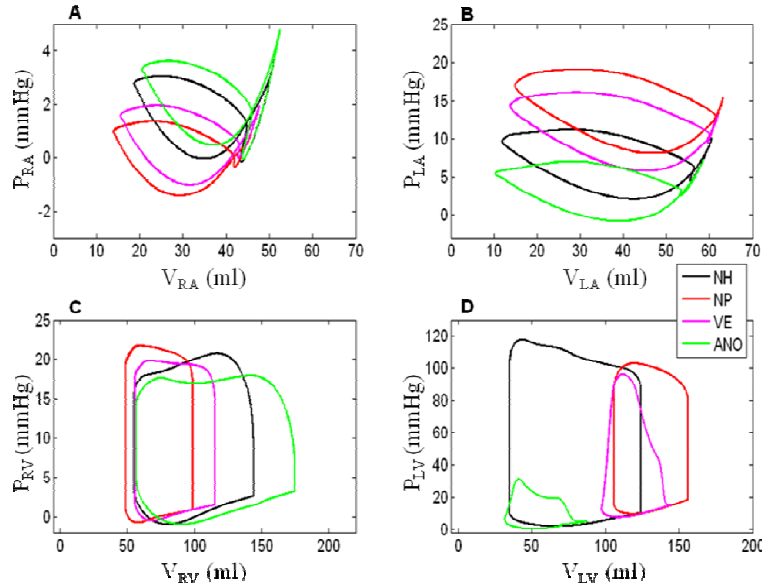 A
B
4
2
0
-2
P_RA (mmHg)
0 10 20 30 40 50 60 70
V_RA (ml)
25
20
15
10
5
0
P_LA (mmHg)
0 10 20 30 40 50 60 70
V_LA (ml)
C
D
25
20
15
10
5
0
P_RV (mmHg)
0 50 100 150 200
V_RV (ml)
120
100
80
60
40
20
0
P_LV (mmHg)
0 50 100 150 200
V_LV (ml)
NH
NP
VE
ANO